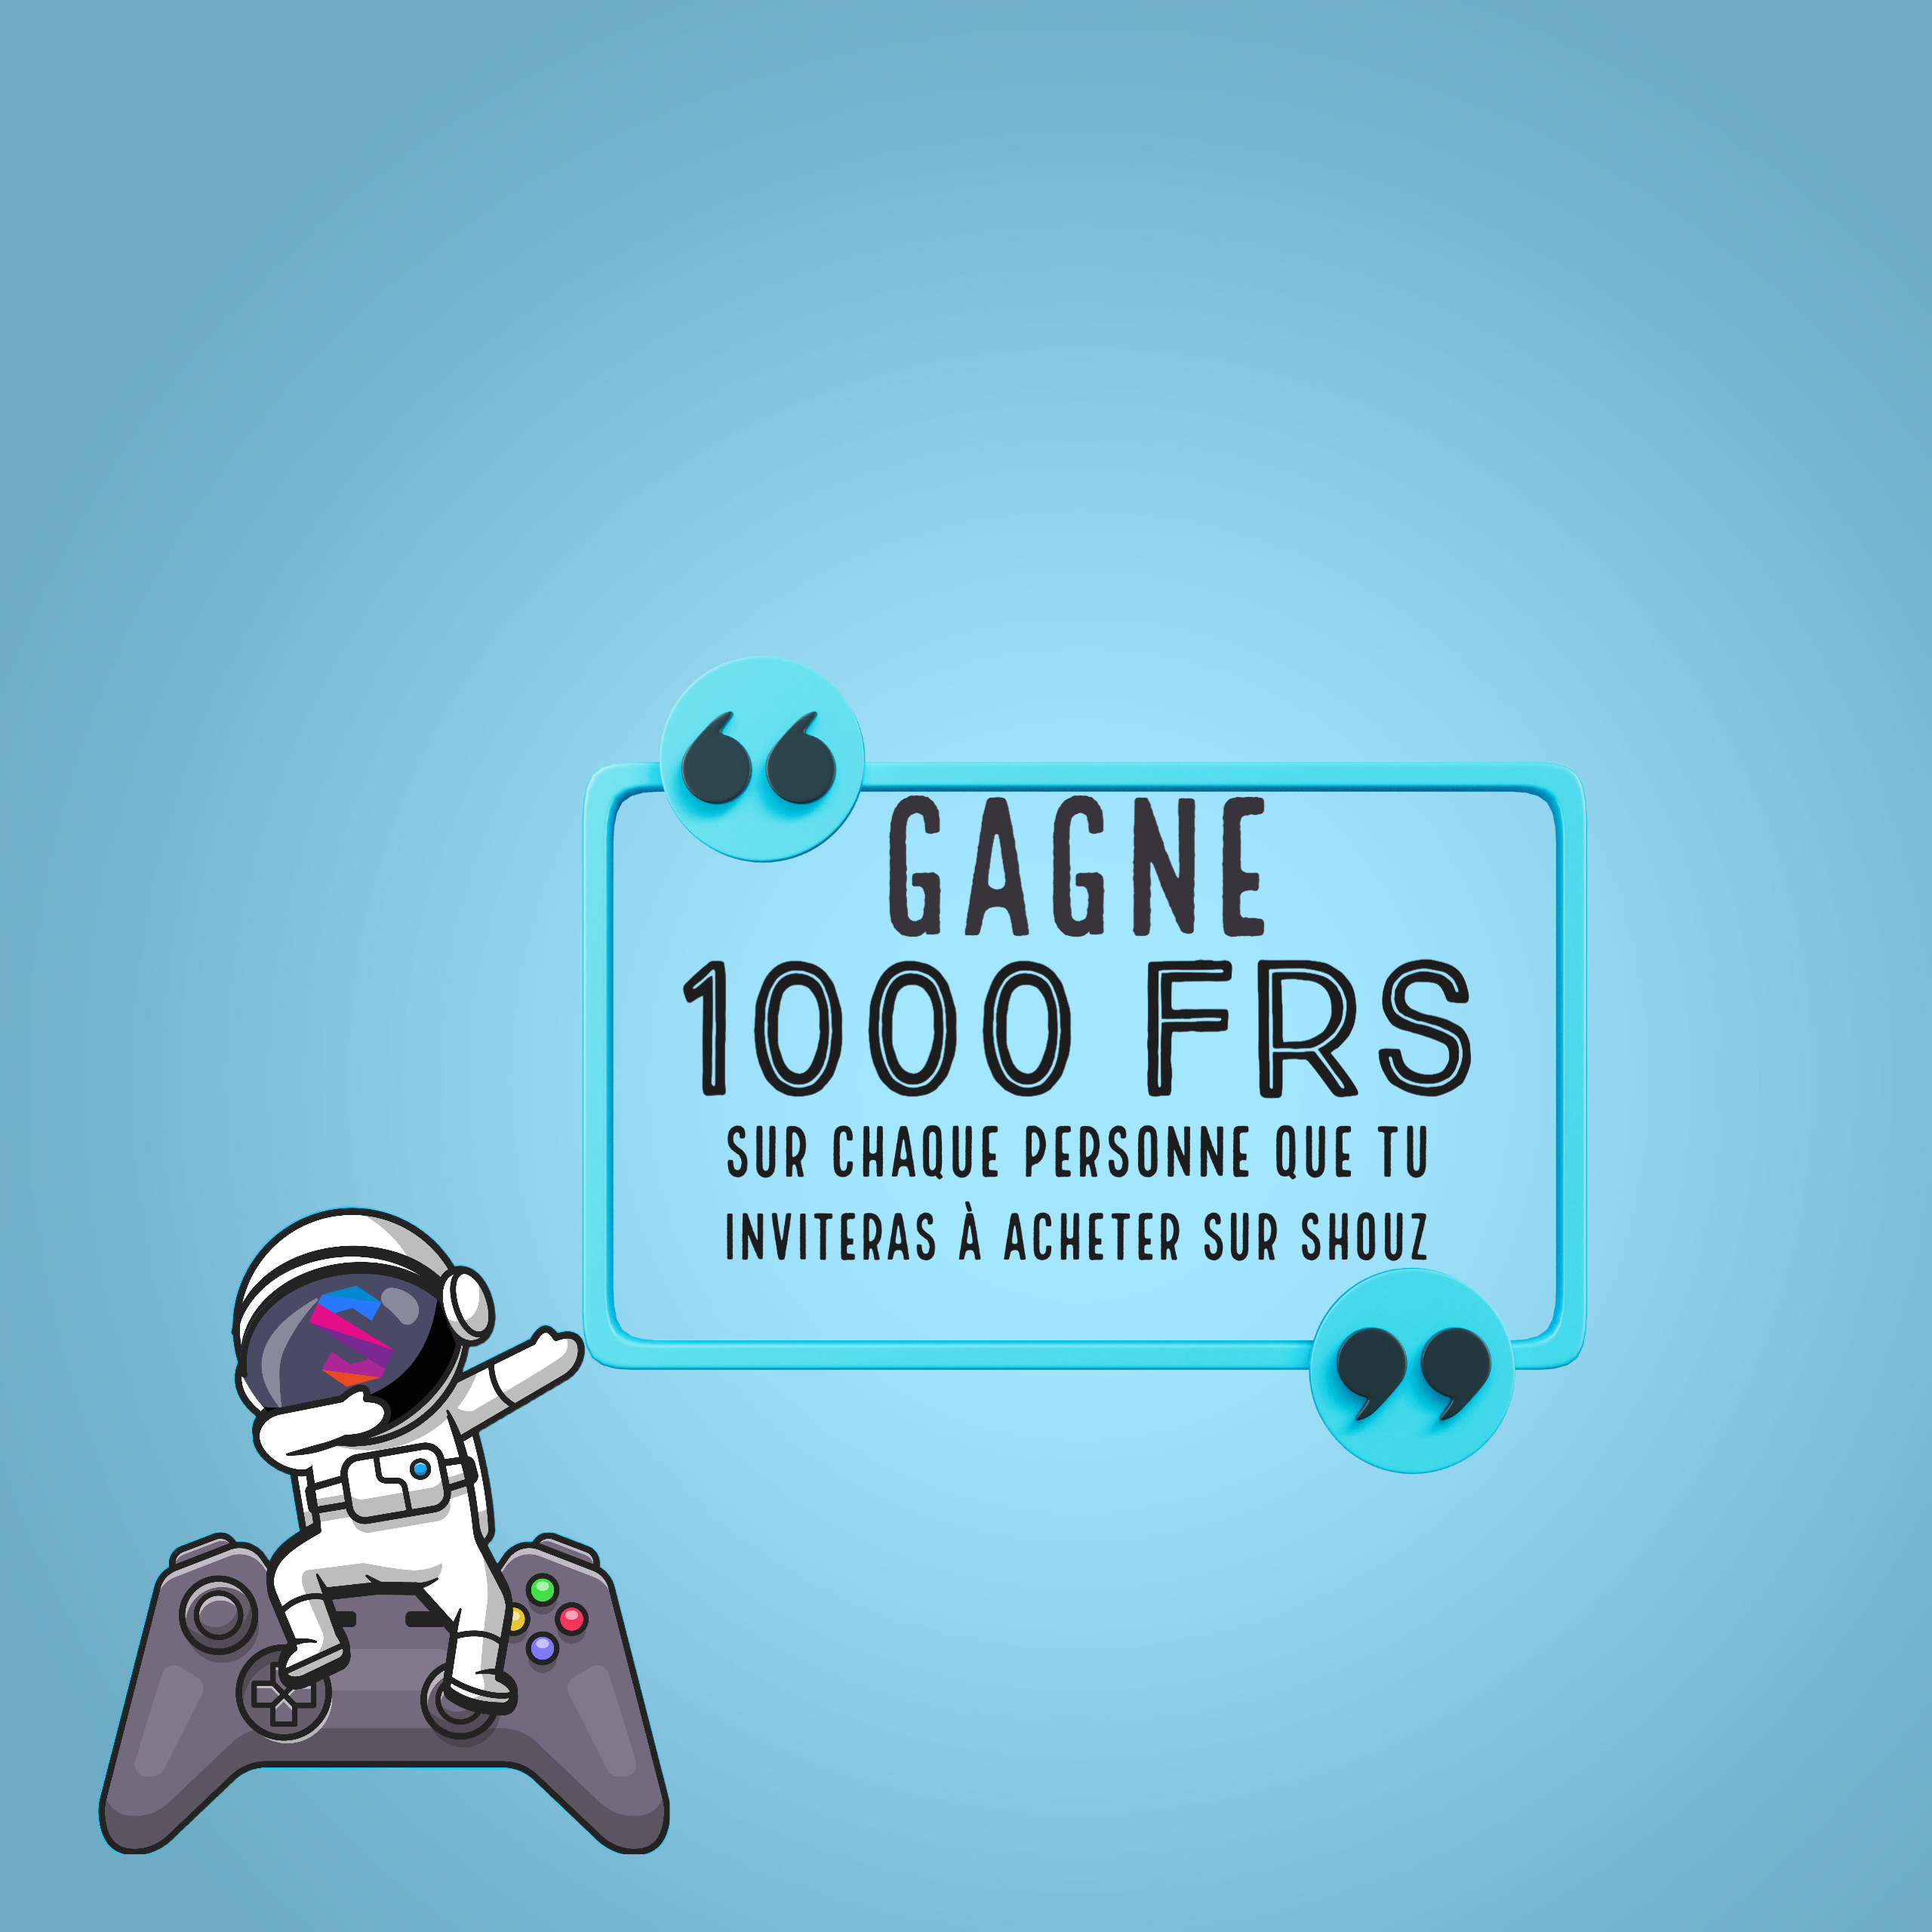 GAGNE
1000 FRS
SUR CHAQUE PERSONNE QUE TU
INVITERAS À ACHETER SUR SHOUZ